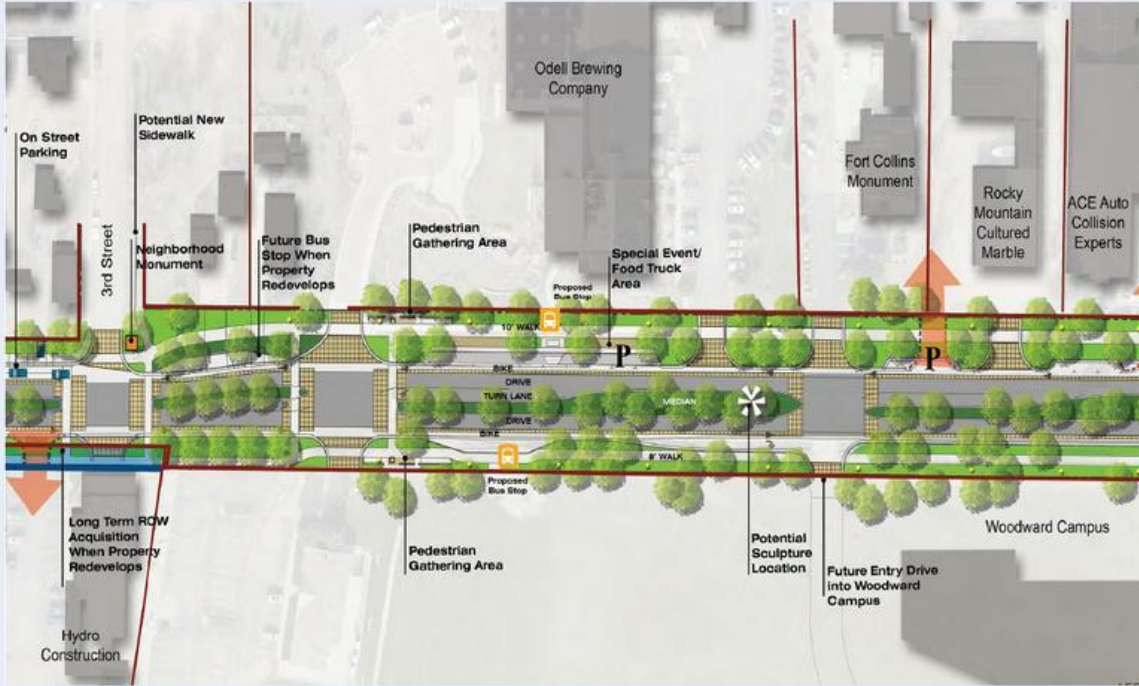 Odell Brewing
Company
On Street
Parking
Potential New
Sidewalk
3rd Street
Neighborhood
Monument
Future Bus
Stop When
Property
Redevelops
Pedestrian
Gathering Area
Special Event/
Food Truck
Area
Fort Collins
Monument
Rocky
Mountain
Cultured
Marble
ACE Auto
Collision
Experts
Proposed
Bus Stop
10' WALK
P
P
BIKE
DRIVE
TURN LANE
MEDIAN
DRIVE
BIKE
8' WALK
Proposed
Bus Stop
Long Term ROW
Acquisition
When Property
Redevelops
Pedestrian
Gathering Area
Potential
Sculpture
Location
Future Entry Drive
into Woodward
Campus
Woodward Campus
Hydro
Construction